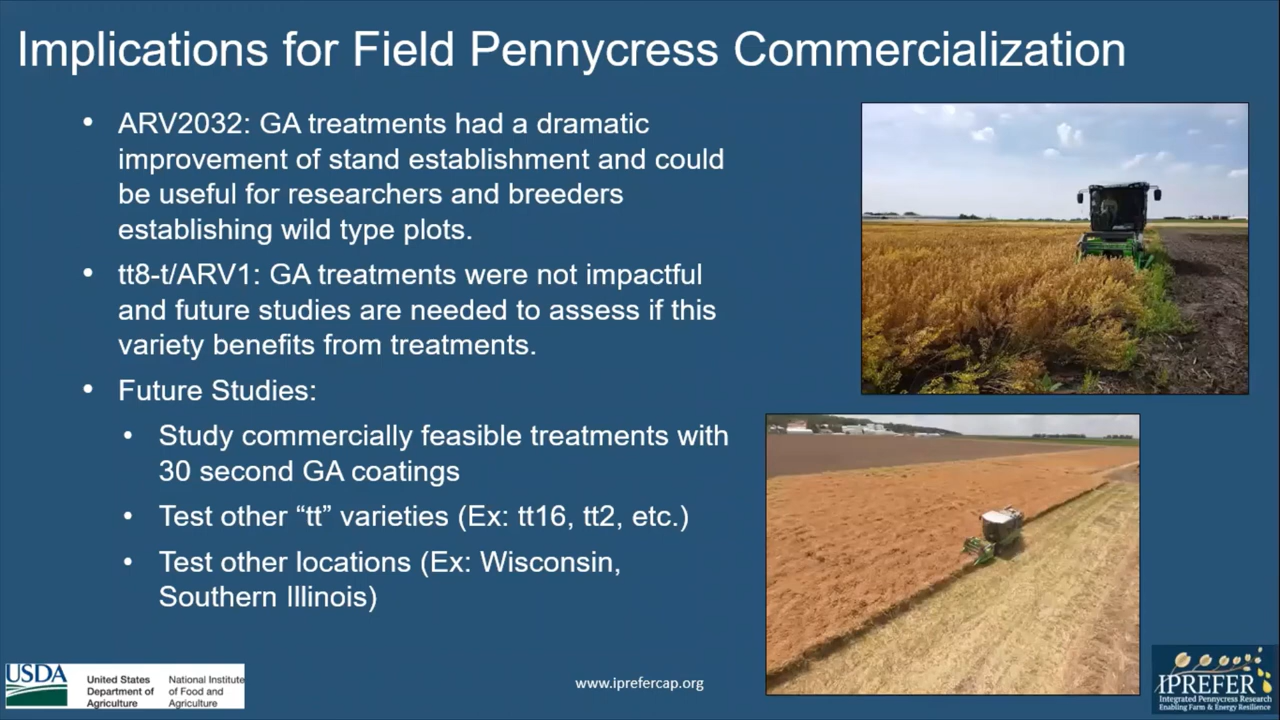 Implications for Field Pennycress Commercialization
• ARV2032: GA treatments had a dramatic
improvement of stand establishment and could
be useful for researchers and breeders
establishing wild type plots.
• tt8-t/ARV1: GA treatments were not impactful
and future studies are needed to assess if this
variety benefits from treatments.
• Future Studies:
• Study commercially feasible treatments with
30 second GA coatings
• Test other “tt” varieties (Ex: tt16, tt2, etc.)
• Test other locations (Ex: Wisconsin,
Southern Illinois)
USDA
United States
Department of
Agriculture
National Institute
of Food and
Agriculture
www.iprefercap.org
IPREFER
Integrated Pennycress Research
Enabling Farm & Energy Resilience